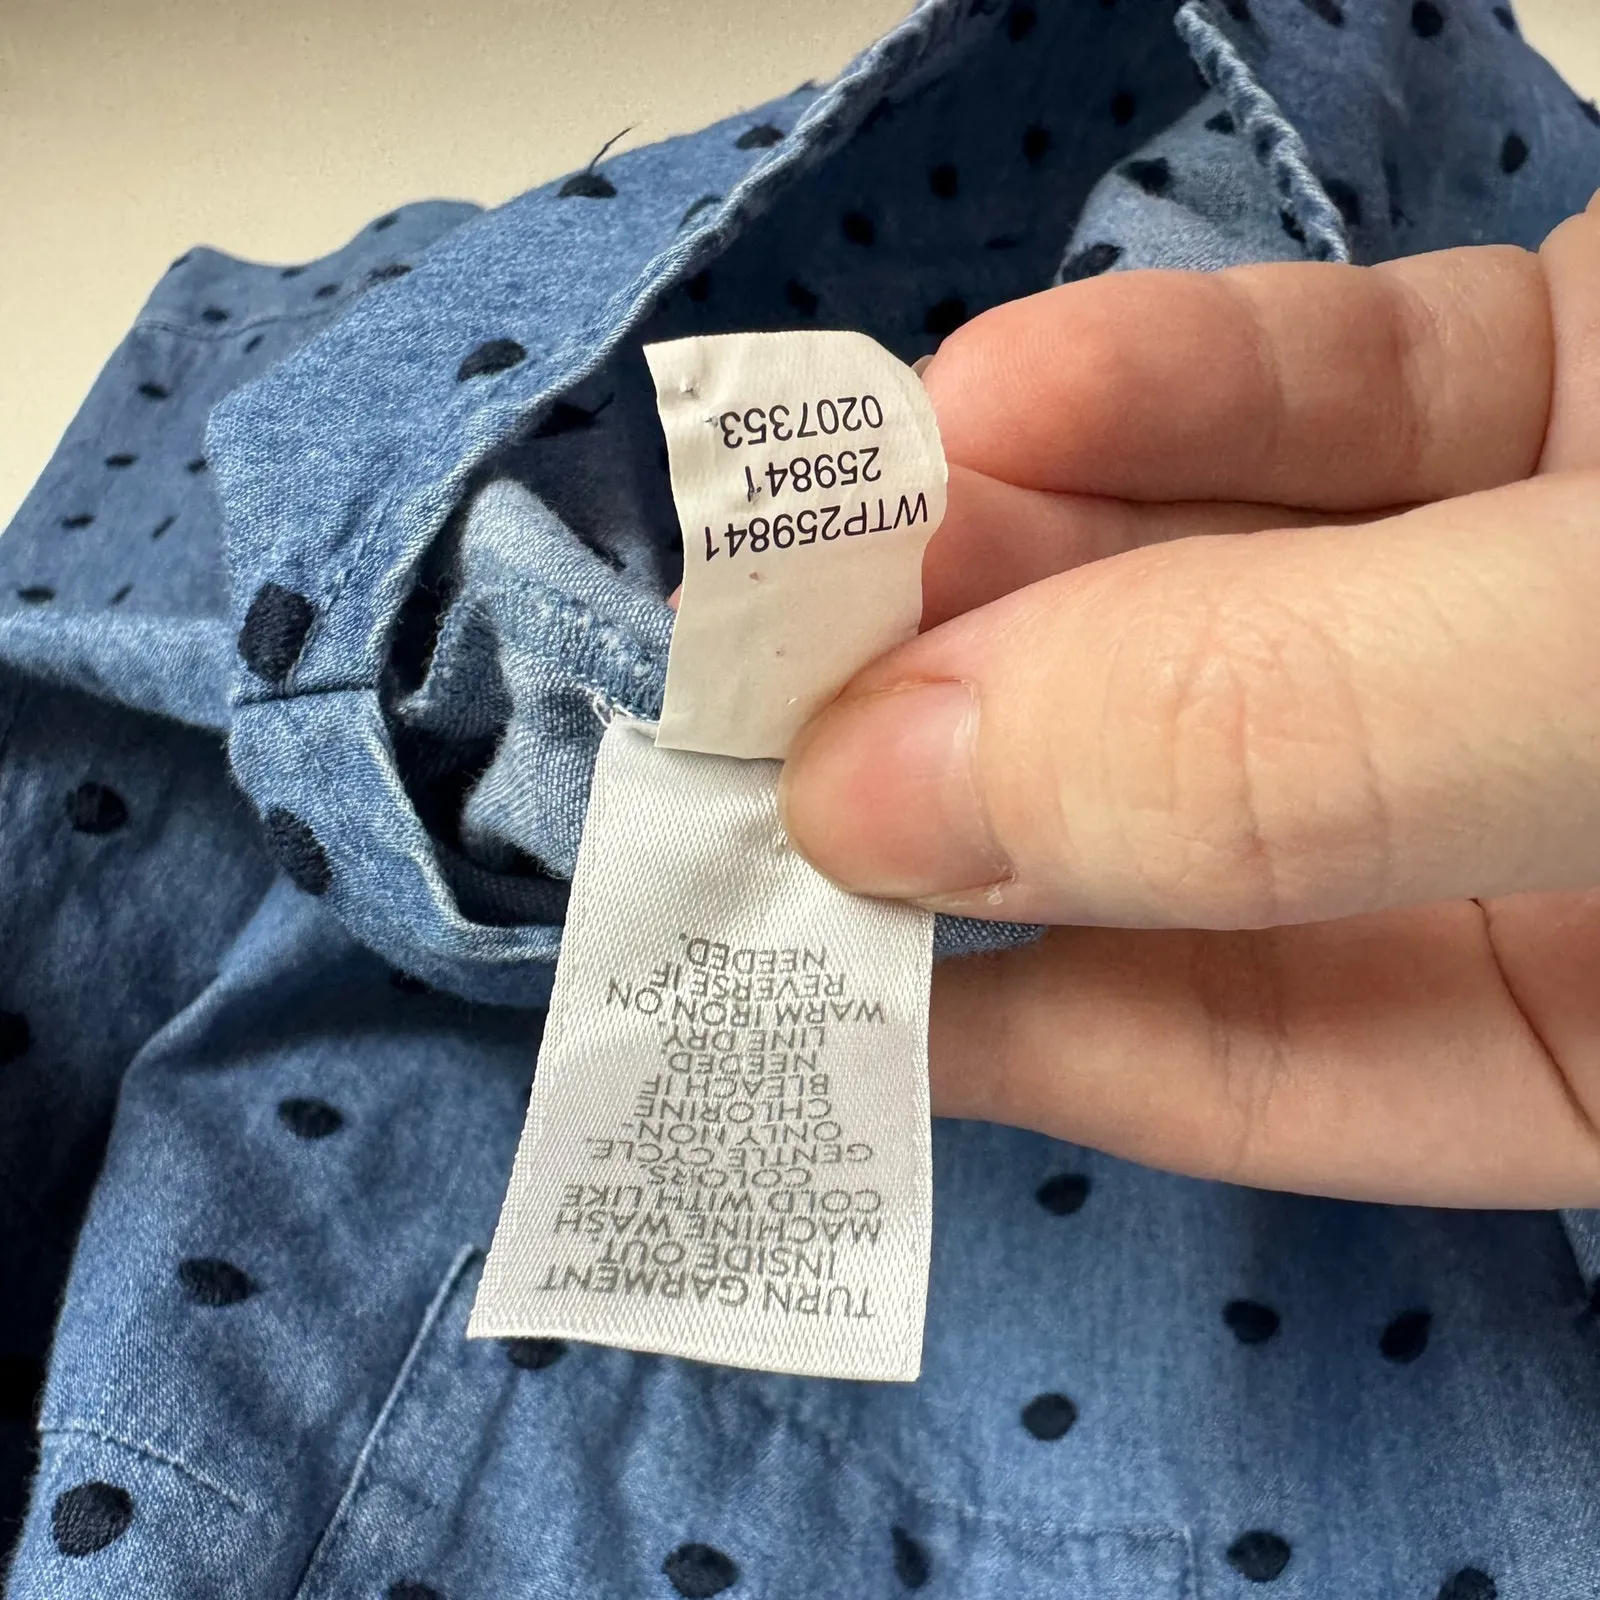 WTP259841
259841
0207353
TURN GARMENT
INSIDE OUT
MACHINE WASH
COLD WITH LIKE
COLORS,
GENTLE CYCLE.
ONLY NON-
CHLORINE
BLEACH IF
NEEDED.
LINE DRY.
WARM IRON ON
REVERSE IF
NEEDED.